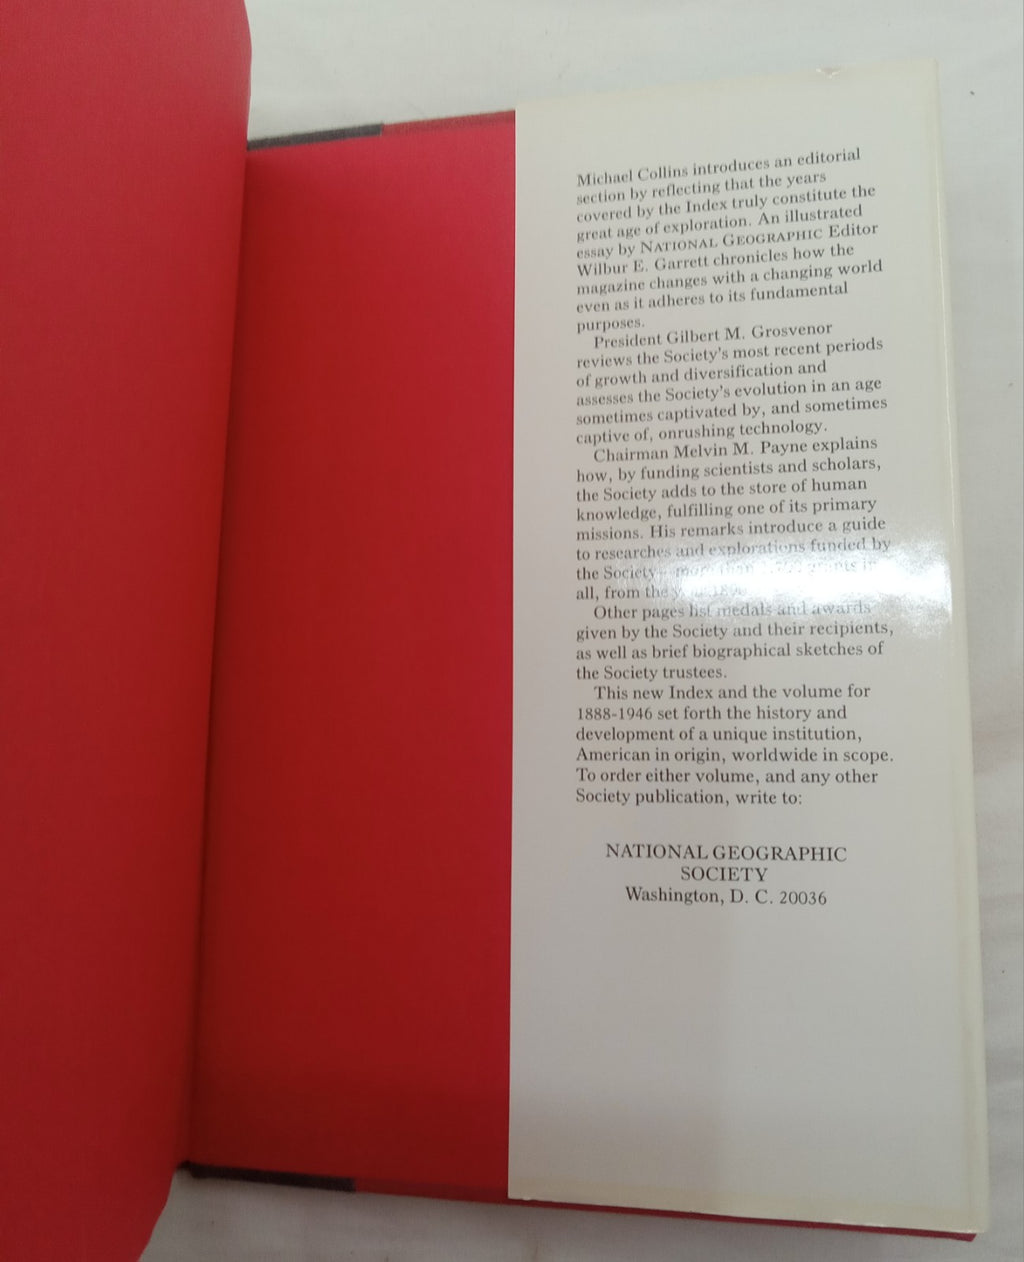 Michael Collins introduces an editorial
section by reflecting that the years
covered by the Index truly constitute the
great age of exploration. An illustrated
essay by NATIONAL GEOGRAPHIC Editor
Wilbur E. Garrett chronicles how the
magazine changes with a changing world
even as it adheres to its fundamental
purposes.
President Gilbert M. Grosvenor
reviews the Society's most recent periods
of growth and diversification and
assesses the Society's evolution in an age
sometimes captivated by, and sometimes
captive of, onrushing technology.
Chairman Melvin M. Payne explains
how, by funding scientists and scholars,
the Society adds to the store of human
knowledge, fulfilling one of its primary
missions. His remarks introduce a guide
to researches and explorations funded by
the Society—more than grants in
all, from the
Other pages list medals and awards
given by the Society and their recipients,
as well as brief biographical sketches of
the Society trustees.
This new Index and the volume for
1888-1946 set forth the history and
development of a unique institution,
American in origin, worldwide in scope.
To order either volume, and any other
Society publication, write to:
NATIONAL GEOGRAPHIC
SOCIETY
Washington, D. C. 20036